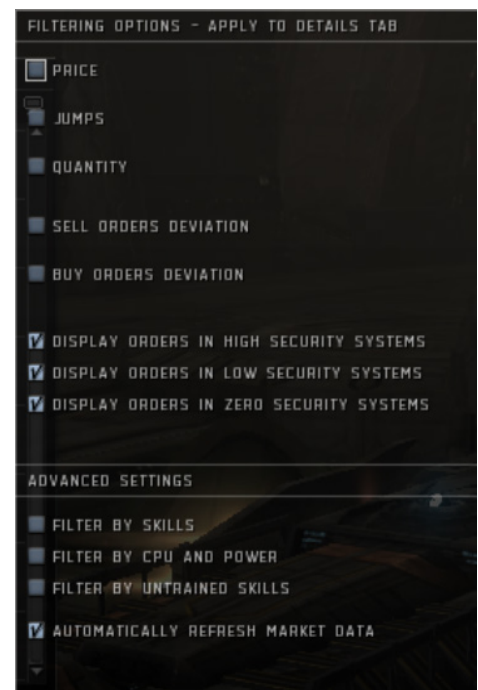 FILTERING OPTIONS - APPLY TO DETAILS TAB
PRICE
JUMPS
QUANTITY
SELL ORDERS DEVIATION
BUY ORDERS DEVIATION
DISPLAY ORDERS IN HIGH SECURITY SYSTEMS
DISPLAY ORDERS IN LOW SECURITY SYSTEMS
DISPLAY ORDERS IN ZERO SECURITY SYSTEMS
ADVANCED SETTINGS
FILTER BY SKILLS
FILTER BY CPU AND POWER
FILTER BY UNTRAINED SKILLS
AUTOMATICALLY REFRESH MARKET DATA